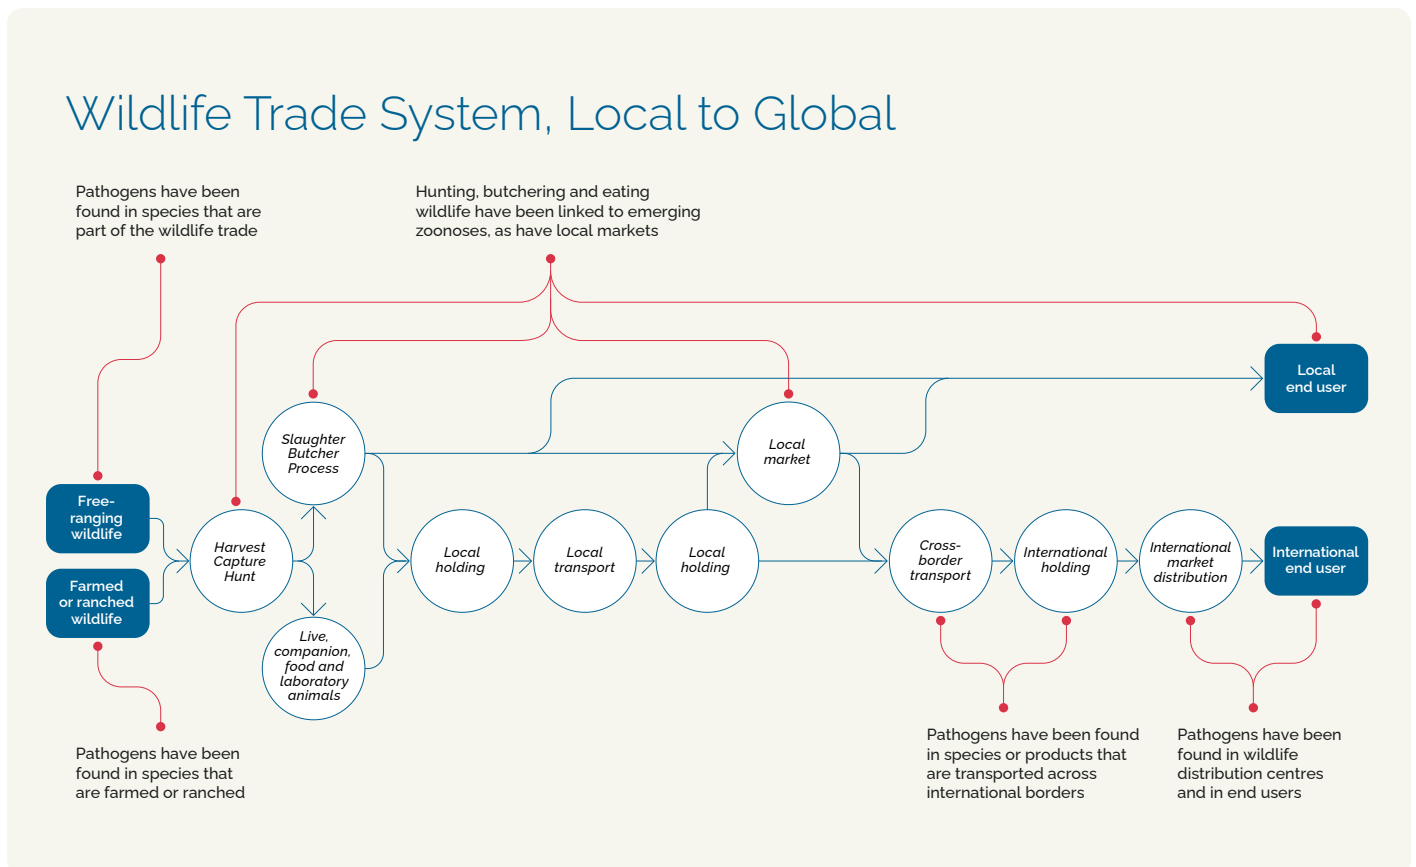 Wildlife Trade System, Local to Global
Pathogens have been
found in species that are
part of the wildlife trade
Hunting, butchering and eating
wildlife have been linked to emerging
zoonoses, as have local markets
Local
end user
Slaughter
Butcher
Process
Local
market
Free-
ranging
wildlife
Farmed
or ranched
wildlife
Harvest
Capture
Hunt
Local
holding
Local
transport
Local
holding
Cross-
border
transport
International
holding
International
market
distribution
International
end user
Live,
companion,
food and
laboratory
animals
Pathogens have been
found in species that
are farmed or ranched
Pathogens have been found
in species or products that
are transported across
international borders
Pathogens have been
found in wildlife
distribution centres
and in end users